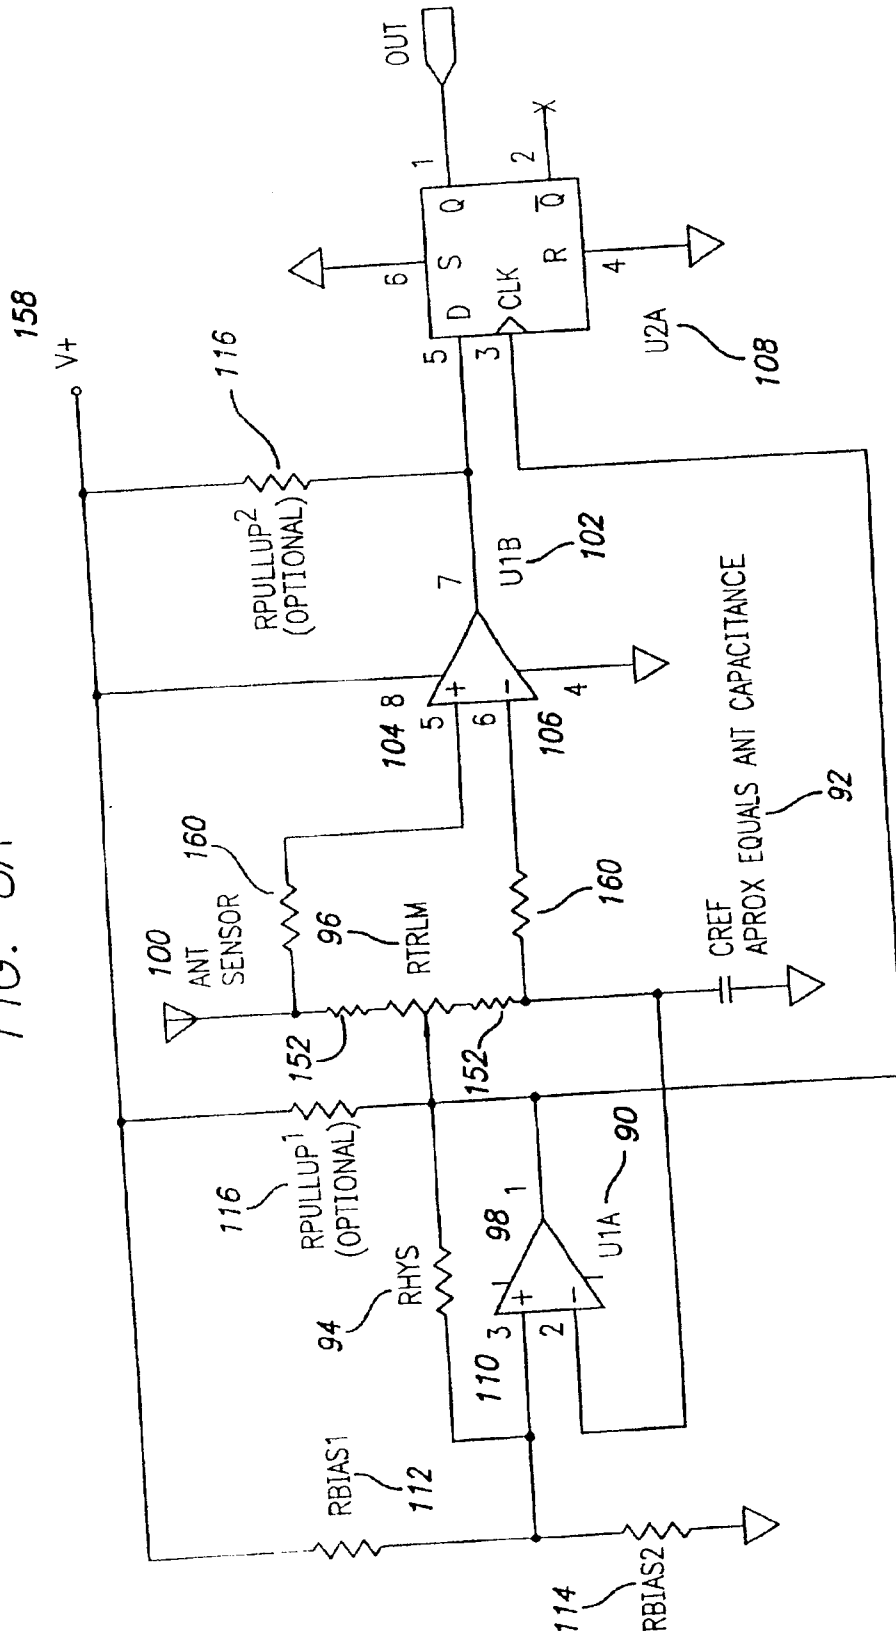 158
V+
116
RPULLUP2
(OPTIONAL)
OUT
1
2
6
S
D
Q
5
3
CLK
R
Q
4
U2A
108
7
U1B
102
8
104
5
+
6
−
106
4
160
100
ANT
SENSOR
96
RTRLM
160
152
152
CREF
APROX EQUALS ANT CAPACITANCE
92
116
RPULLUP1
(OPTIONAL)
94
RHYS
98
1
U1A
90
110
3
+
2
−
RBIAS1
112
114
RBIAS2
X